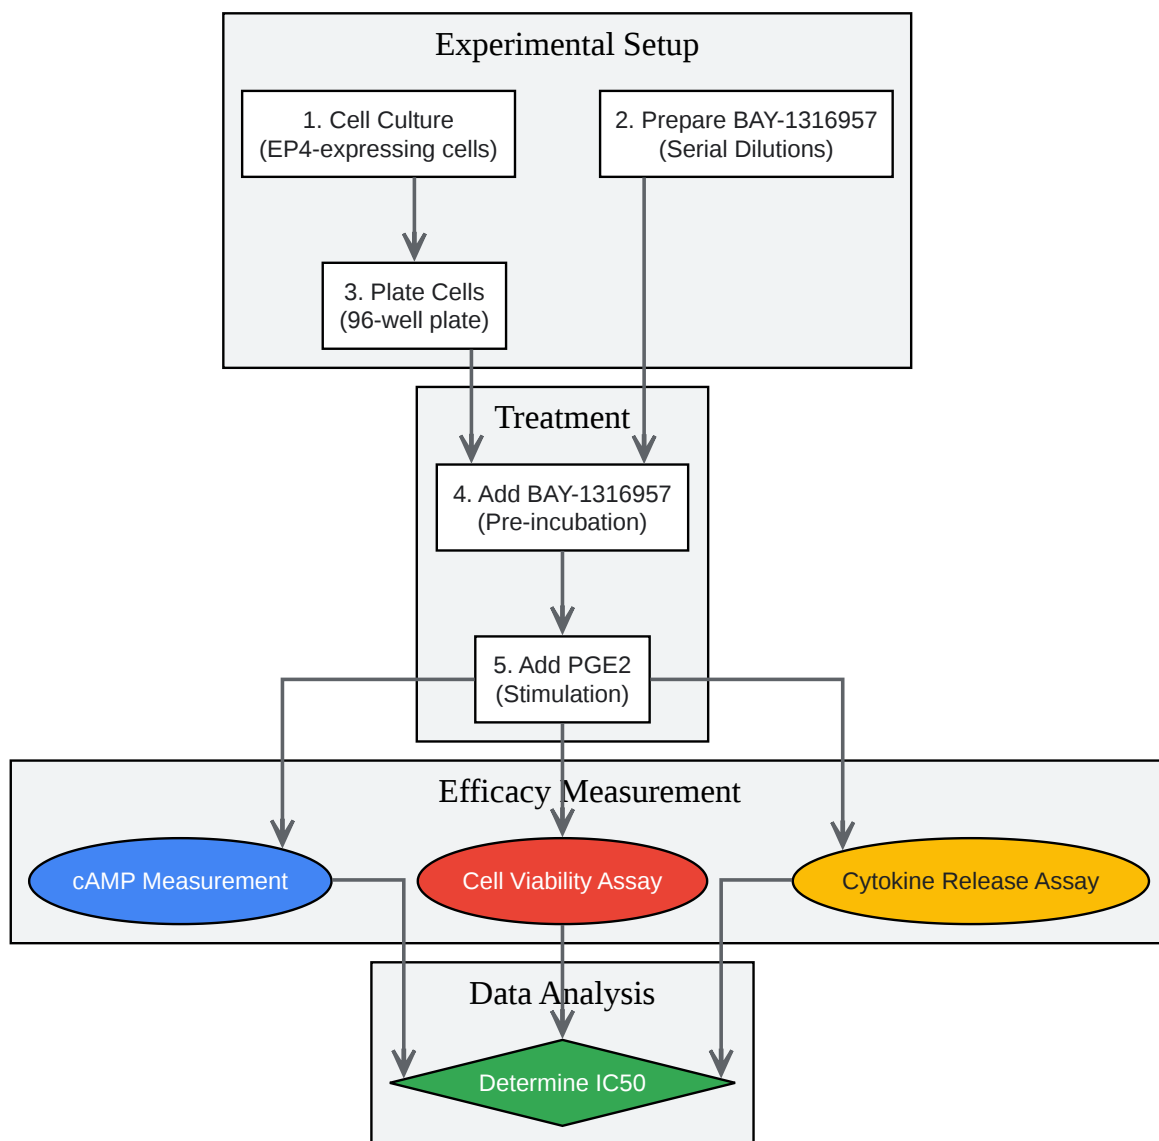 Experimental Setup
1. Cell Culture
(EP4-expressing cells)
2. Prepare BAY-1316957
(Serial Dilutions)
3. Plate Cells
(96-well plate)
Treatment
4. Add BAY-1316957
(Pre-incubation)
5. Add PGE2
(Stimulation)
Efficacy Measurement
cAMP Measurement
Cell Viability Assay
Cytokine Release Assay
Data Analysis
Determine IC50